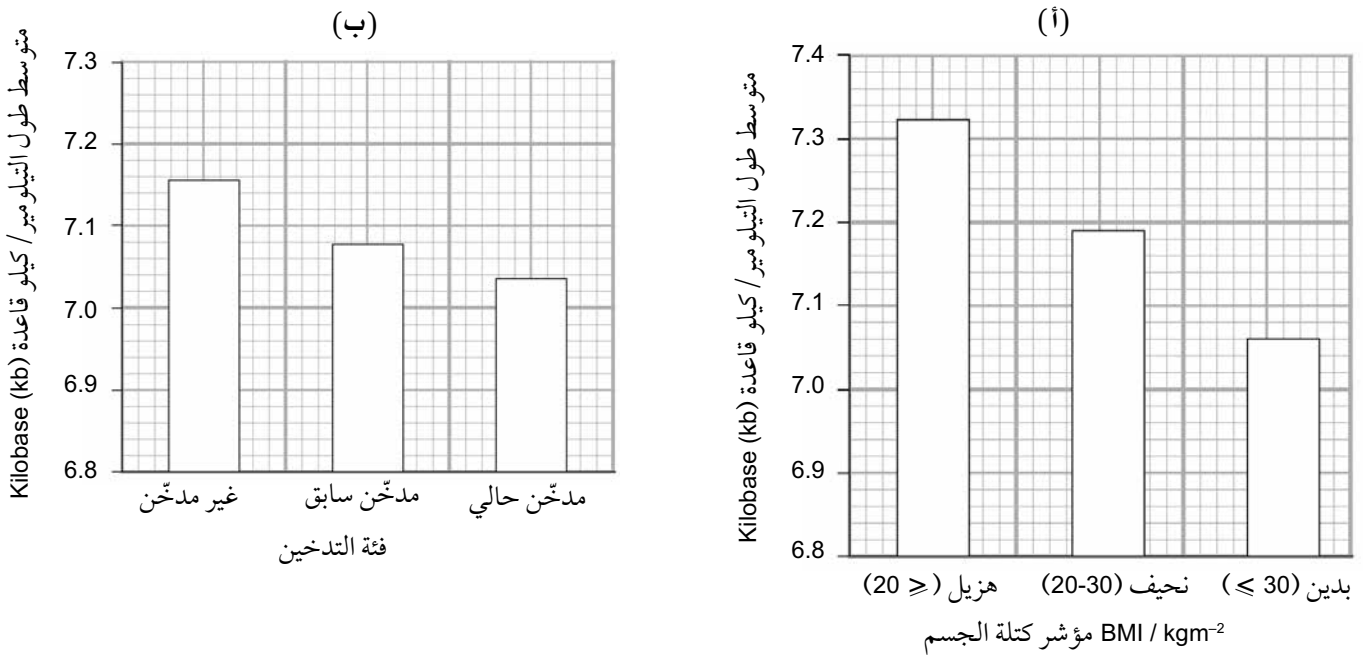 (أ)
متوسط طول التيلومير/ كيلو قاعدة Kilobase (kb)
7.4
7.3
7.2
7.1
7.0
6.9
6.8
هزيل (⩽ 20)
نحيف (20-30)
بدين (30 ⩽)
مؤشر كتلة الجسم BMI / kgm⁻²
(ب)
متوسط طول التيلومير/ كيلو قاعدة Kilobase (kb)
7.3
7.2
7.1
7.0
6.9
6.8
غير مدخّن
مدخّن سابق
مدخّن حالي
فئة التدخين